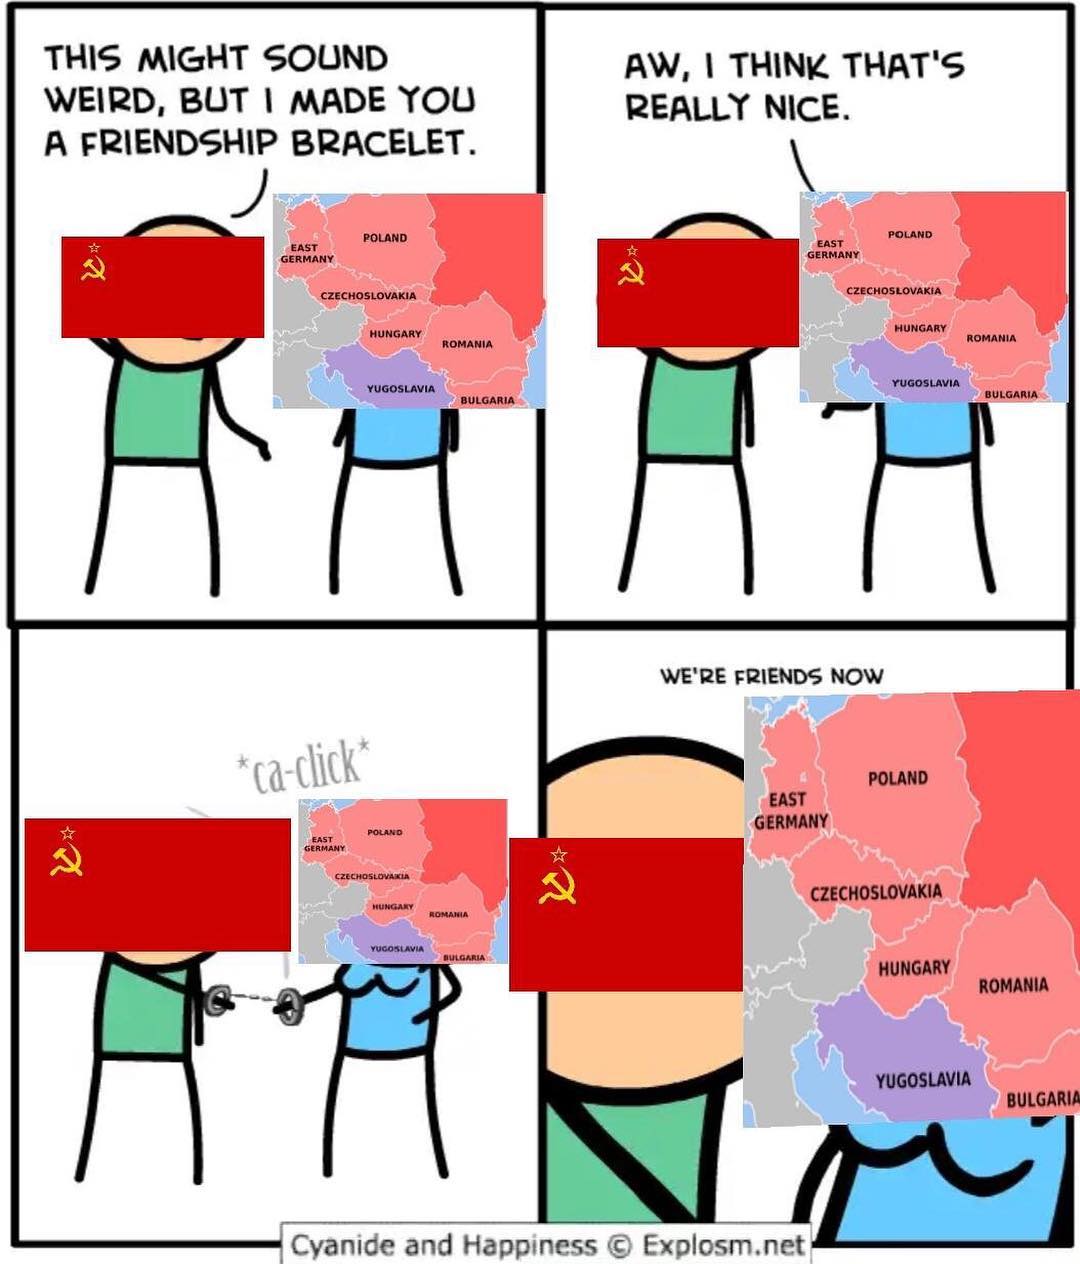 THIS MIGHT SOUND
WEIRD, BUT I MADE YOU
A FRIENDSHIP BRACELET.
EAST
GERMANY
POLAND
CZECHOSLOVAKIA
HUNGARY
ROMANIA
YUGOSLAVIA
BULGARIA
AW, I THINK THAT'S
REALLY NICE.
EAST
GERMANY
POLAND
CZECHOSLOVAKIA
HUNGARY
ROMANIA
YUGOSLAVIA
BULGARIA
*ca-click*
EAST
GERMANY
POLAND
CZECHOSLOVAKIA
HUNGARY
ROMANIA
YUGOSLAVIA
BULGARIA
WE'RE FRIENDS NOW
POLAND
EAST
GERMANY
CZECHOSLOVAKIA
HUNGARY
ROMANIA
YUGOSLAVIA
BULGARIA
Cyanide and Happiness © Explosm.net